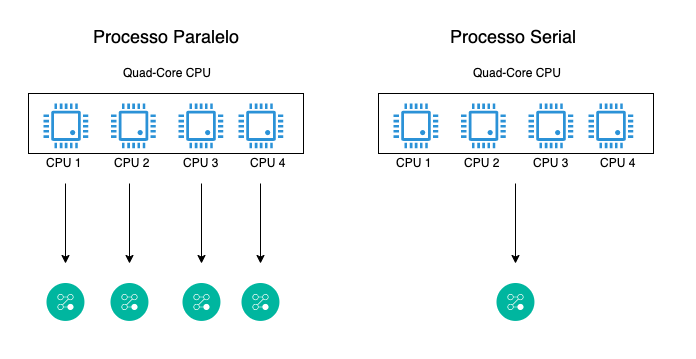 Processo Paralelo
Quad-Core CPU
CPU 1 CPU 2 CPU 3 CPU 4
Processo Serial
Quad-Core CPU
CPU 1 CPU 2 CPU 3 CPU 4